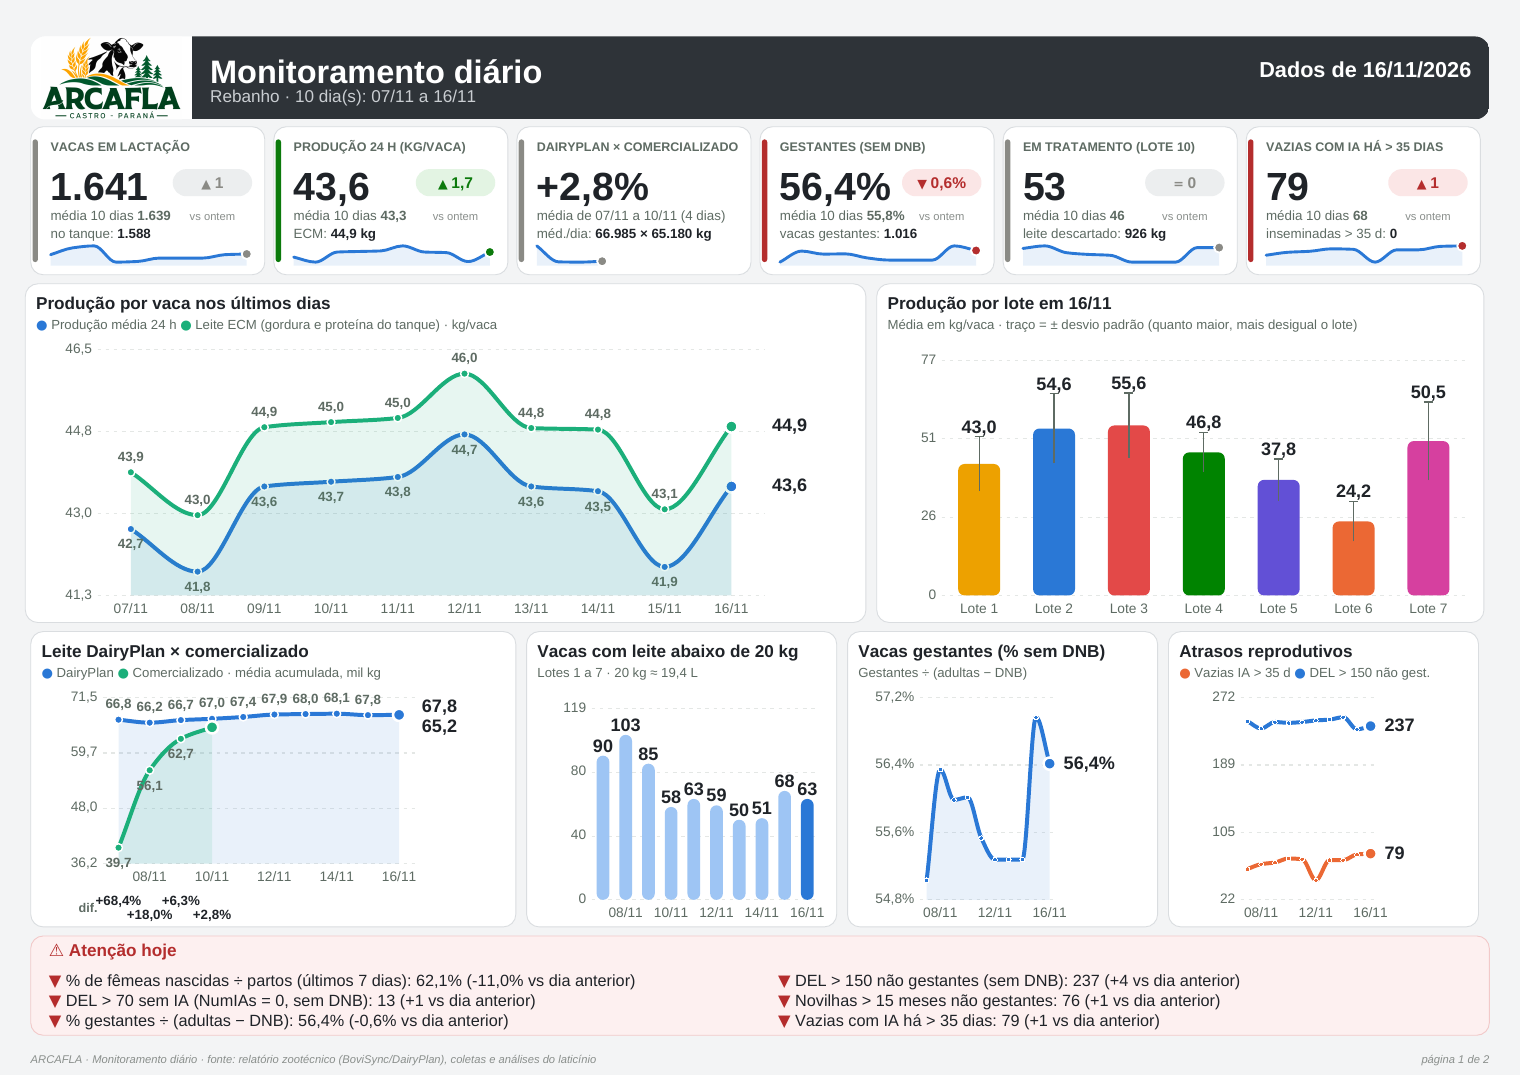 ARCAFLA
CASTRO - PARANÁ
Monitoramento diário
Rebanho · 10 dia(s): 07/11 a 16/11
Dados de 16/11/2026
VACAS EM LACTAÇÃO
1.641 ▲ 1
média 10 dias 1.639 vs ontem
no tanque: 1.588
PRODUÇÃO 24 H (KG/VACA)
43,6 ▲ 1,7
média 10 dias 43,3 vs ontem
ECM: 44,9 kg
DAIRYPLAN × COMERCIALIZADO
+2,8%
média de 07/11 a 10/11 (4 dias)
méd./dia: 66.985 × 65.180 kg
GESTANTES (SEM DNB)
56,4% ▼ 0,6%
média 10 dias 55,8% vs ontem
vacas gestantes: 1.016
EM TRATAMENTO (LOTE 10)
53 = 0
média 10 dias 46 vs ontem
leite descartado: 926 kg
VAZIAS COM IA HÁ > 35 DIAS
79 ▲ 1
média 10 dias 68 vs ontem
inseminadas > 35 d: 0
Produção por vaca nos últimos dias
Produção média 24 h Leite ECM (gordura e proteína do tanque) · kg/vaca
46,5
44,8
43,0
41,3
43,9 43,0 44,9 45,0 45,0 46,0 44,8 44,8 43,1 44,9
42,7 41,8 43,6 43,7 43,8 44,7 43,6 43,5 41,9 43,6
07/11 08/11 09/11 10/11 11/11 12/11 13/11 14/11 15/11 16/11
Produção por lote em 16/11
Média em kg/vaca · traço = ± desvio padrão (quanto maior, mais desigual o lote)
77
51
26
0
43,0 54,6 55,6 46,8 37,8 24,2 50,5
Lote 1 Lote 2 Lote 3 Lote 4 Lote 5 Lote 6 Lote 7
Leite DairyPlan × comercializado
DairyPlan Comercializado · média acumulada, mil kg
71,5
59,7
48,0
36,2
66,8 66,2 66,7 67,0 67,4 67,9 68,0 68,1 67,8 67,8
65,2
39,7 56,1 62,7
08/11 10/11 12/11 14/11 16/11
dif. +68,4% +18,0% +6,3% +2,8%
Vacas com leite abaixo de 20 kg
Lotes 1 a 7 · 20 kg ≈ 19,4 L
119
80
40
0
90 103 85 58 63 59 50 51 68 63
08/11 10/11 12/11 14/11 16/11
Vacas gestantes (% sem DNB)
Gestantes ÷ (adultas − DNB)
57,2%
56,4%
55,6%
54,8%
56,4%
08/11 12/11 16/11
Atrasos reprodutivos
Vazias IA > 35 d DEL > 150 não gest.
272
189
105
22
237
79
08/11 12/11 16/11
⚠ Atenção hoje
▼ % de fêmeas nascidas ÷ partos (últimos 7 dias): 62,1% (-11,0% vs dia anterior)
▼ DEL > 70 sem IA (NumIAs = 0, sem DNB): 13 (+1 vs dia anterior)
▼ % gestantes ÷ (adultas − DNB): 56,4% (-0,6% vs dia anterior)
▼ DEL > 150 não gestantes (sem DNB): 237 (+4 vs dia anterior)
▼ Novilhas > 15 meses não gestantes: 76 (+1 vs dia anterior)
▼ Vazias com IA há > 35 dias: 79 (+1 vs dia anterior)
ARCAFLA · Monitoramento diário · fonte: relatório zootécnico (BoviSync/DairyPlan), coletas e análises do laticínio
página 1 de 2